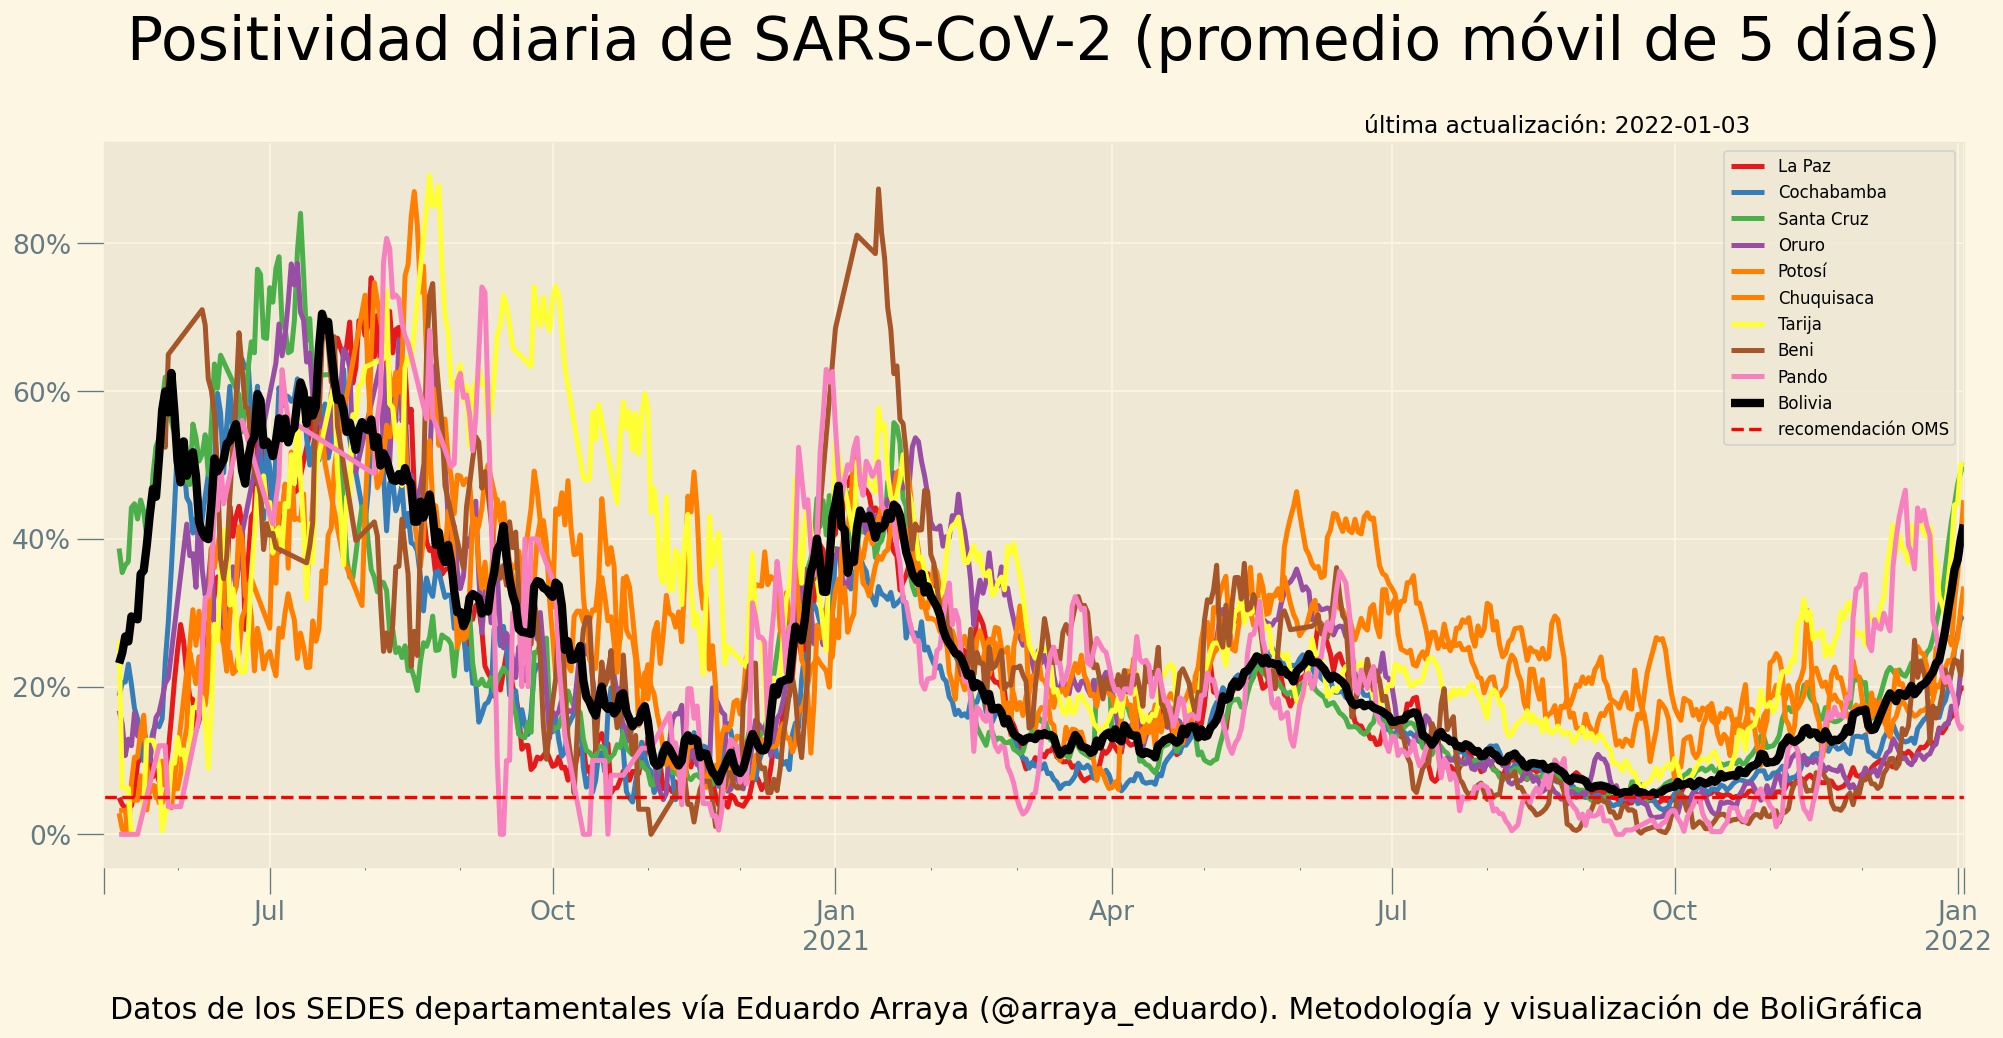 Positividad diaria de SARS-CoV-2 (promedio móvil de 5 días)
última actualización: 2022-01-03
La Paz
Cochabamba
Santa Cruz
Oruro
Potosí
Chuquisaca
Tarija
Beni
Pando
Bolivia
recomendación OMS
80%
60%
40%
20%
0%
Jul Oct Jan Apr Jul Oct Jan
2021 2022
Datos de los SEDES departamentales vía Eduardo Arraya (@arraya_eduardo). Metodología y visualización de BoliGráfica